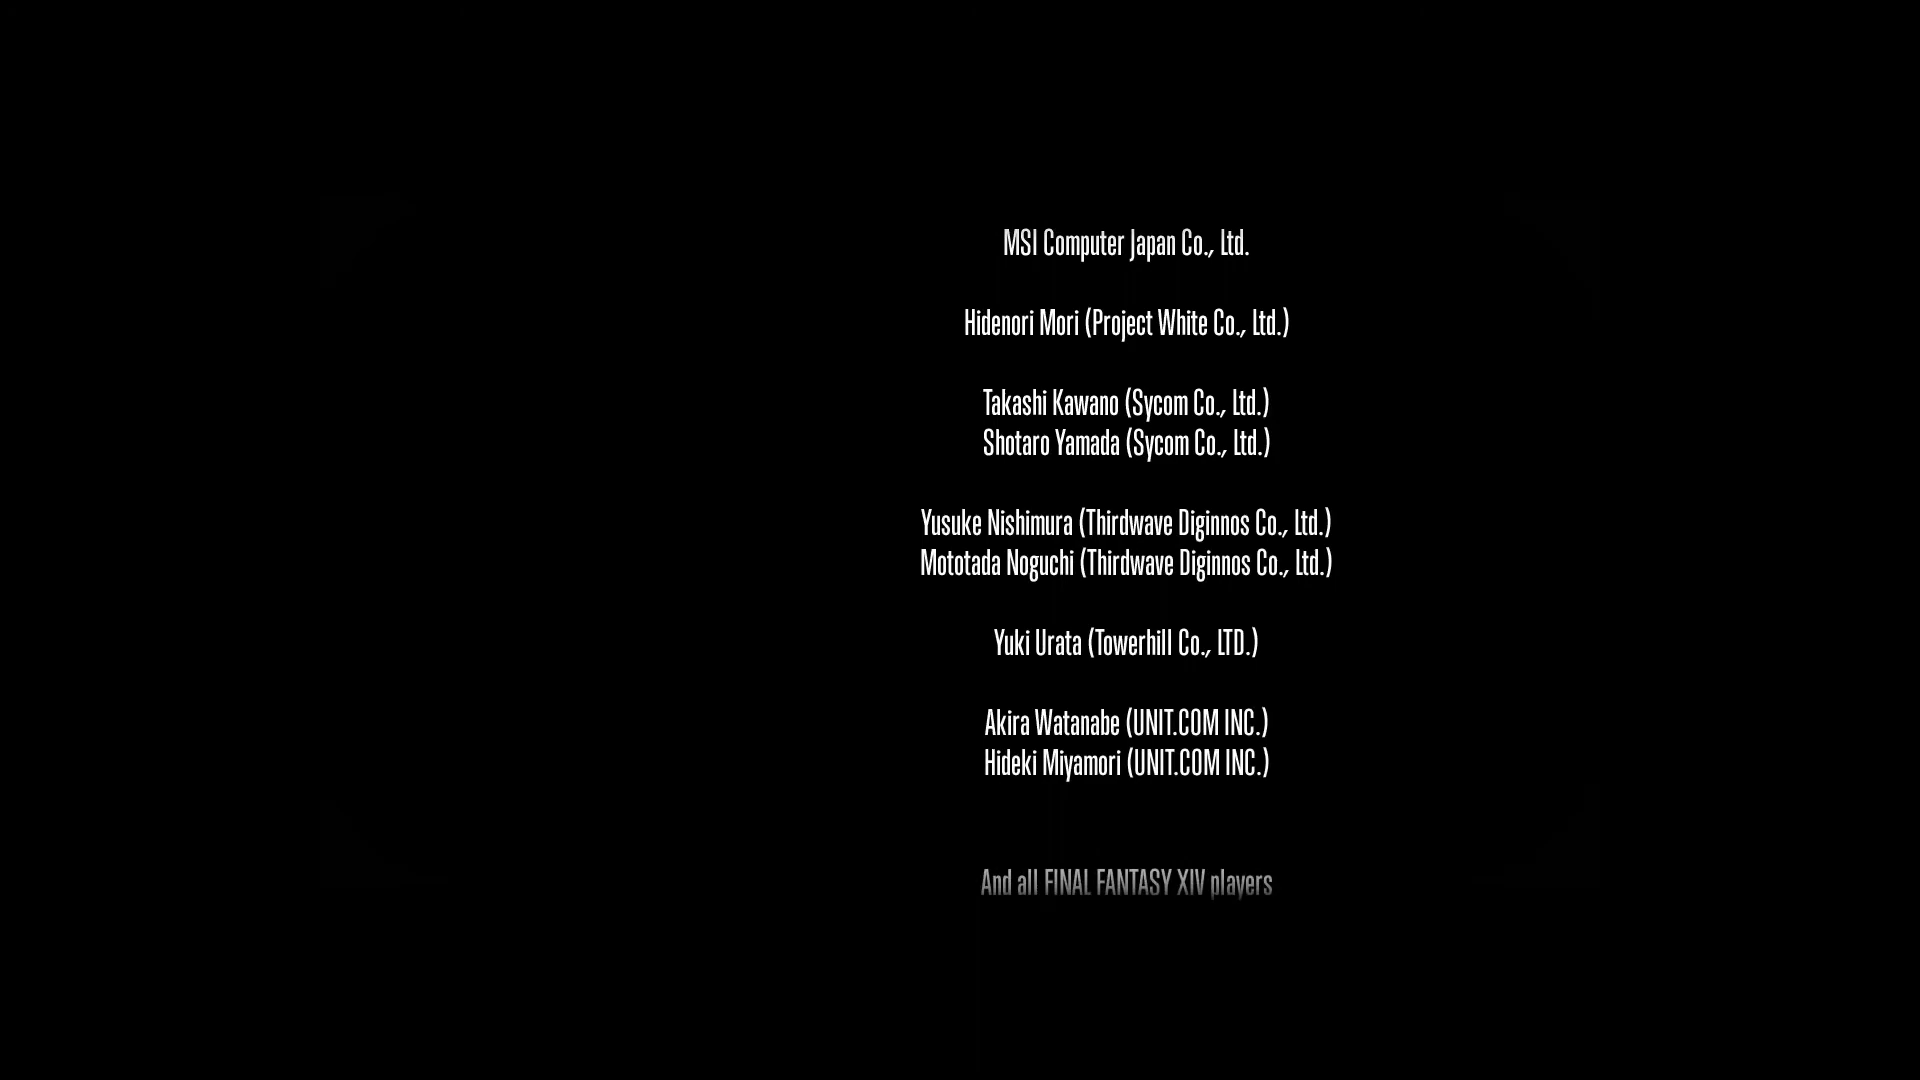 MSI Computer Japan Co., Ltd.
Hidenori Mori (Project White Co., Ltd.)
Takashi Kawano (Sycom Co., Ltd.)
Shotaro Yamada (Sycom Co., Ltd.)
Yusuke Nishimura (Thirdwave Diginnos Co., Ltd.)
Mototada Noguchi (Thirdwave Diginnos Co., Ltd.)
Yuki Urata (Towerhill Co., LTD.)
Akira Watanabe (UNIT.COM INC.)
Hideki Miyamori (UNIT.COM INC.)
And all FINAL FANTASY XIV players